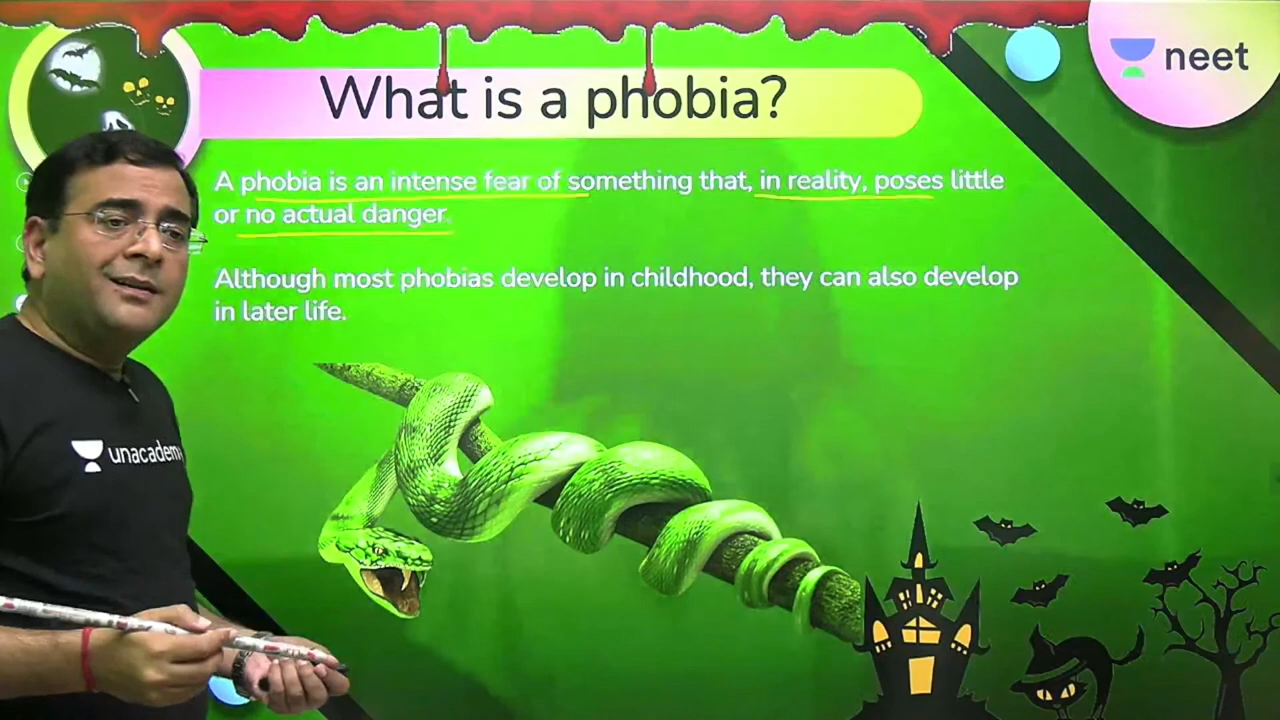 What is a phobia?
neet
A phobia is an intense fear of something that, in reality, poses little
or no actual danger.
Although most phobias develop in childhood, they can also develop
in later life.
unacademy